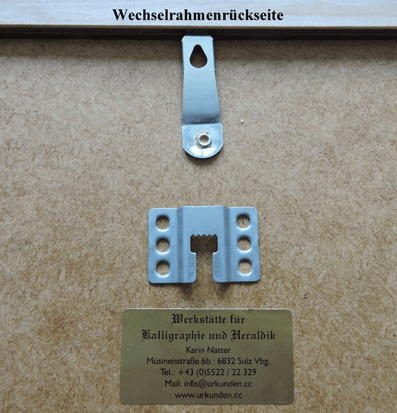 Wechselrahmenrückseite
Werkstätte für
Kalligraphie und Heraldik
Karin Natter
Müsinenstraße 6b · 6832 Sulz Vbg.
Tel.: +43 (0)5522 / 22 329
Mail: info@urkunden.cc
www.urkunden.cc